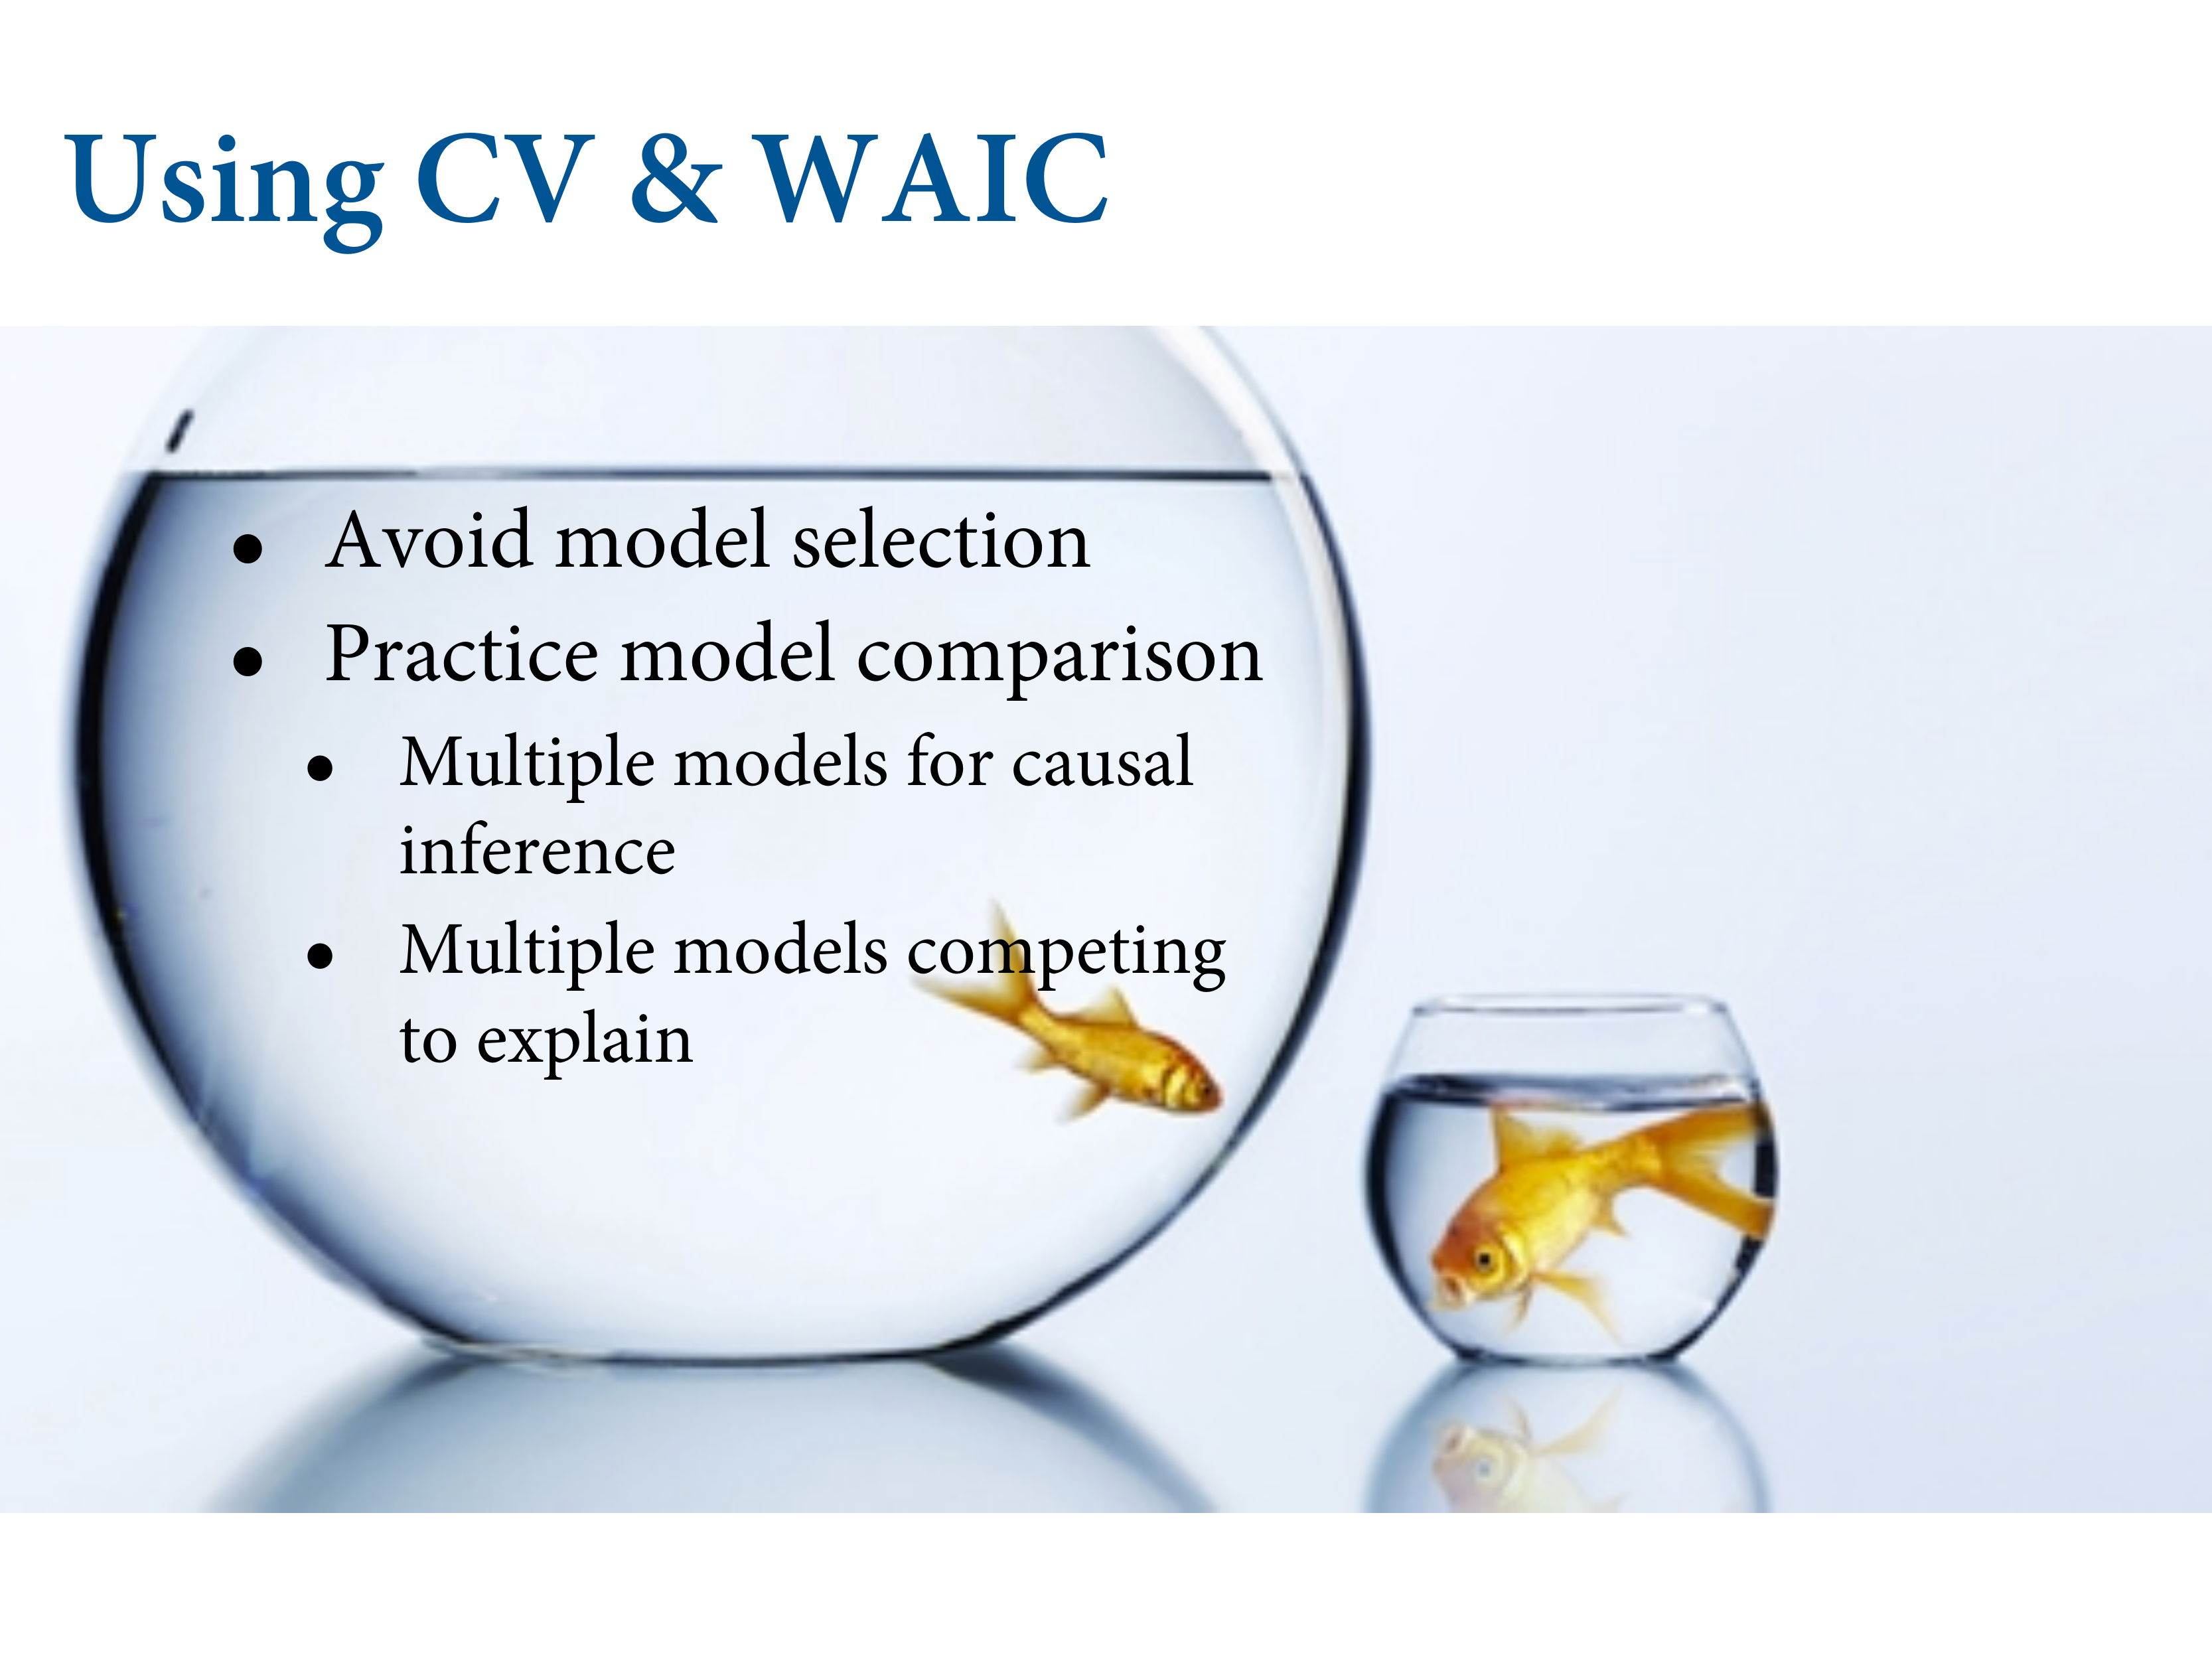 Using CV & WAIC
• Avoid model selection
• Practice model comparison
• Multiple models for causal
inference
• Multiple models competing
to explain